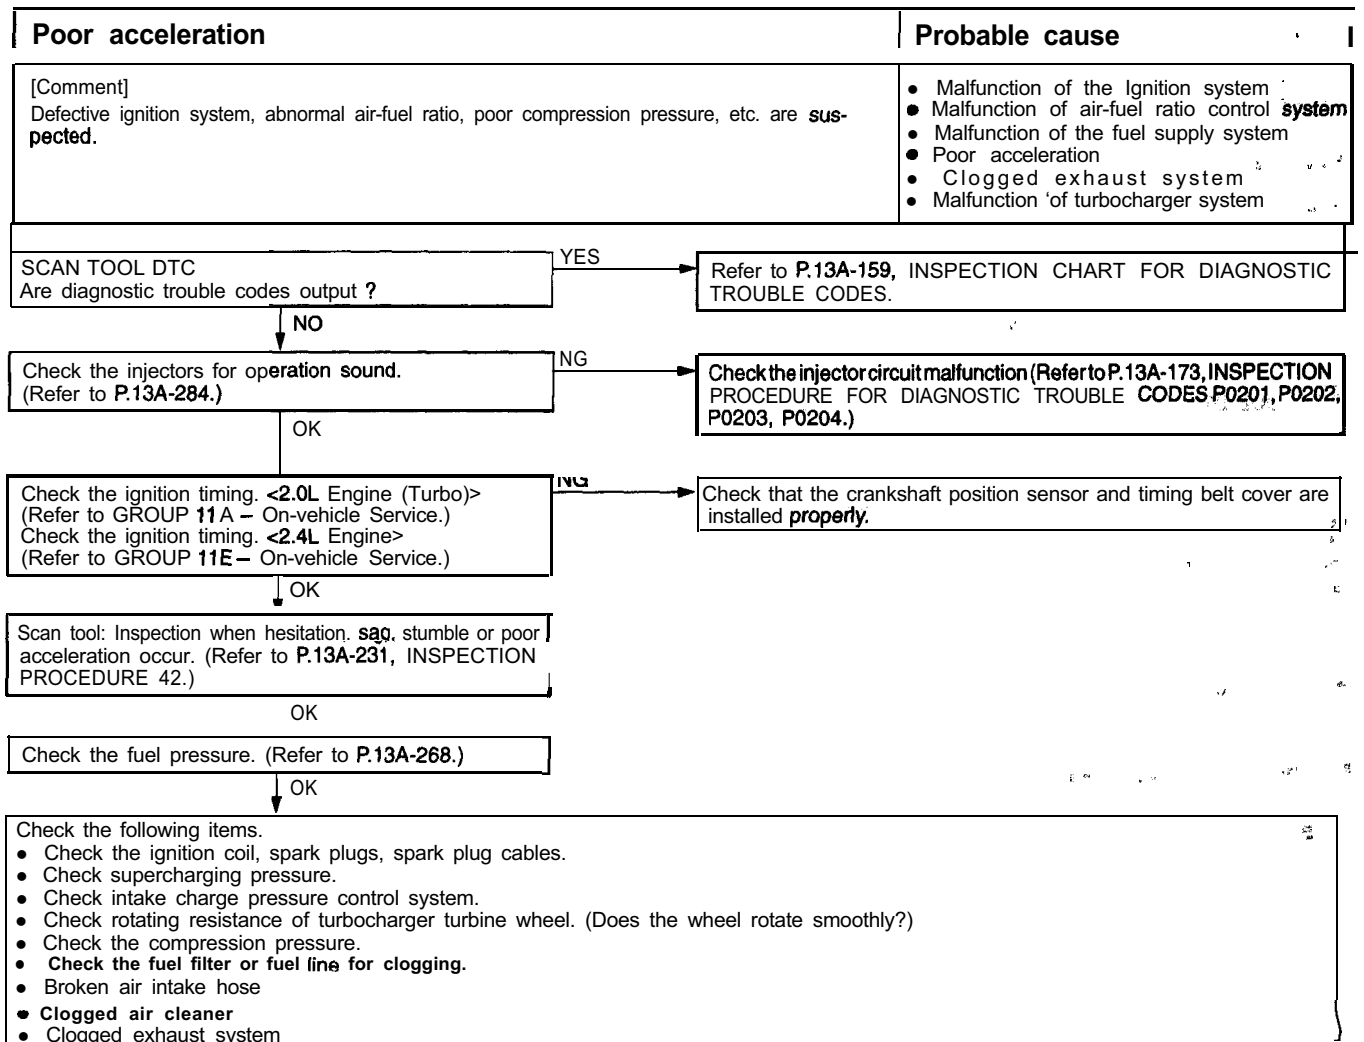 Poor acceleration
Probable cause
[Comment]
Defective ignition system, abnormal air-fuel ratio, poor compression pressure, etc. are sus-
pected.
● Malfunction of the Ignition system
● Malfunction of air-fuel ratio control system
● Malfunction of the fuel supply system
● Poor acceleration
● Clogged exhaust system
● Malfunction 'of turbocharger system
SCAN TOOL DTC
Are diagnostic trouble codes output ?
YES
Refer to P.13A-159, INSPECTION CHART FOR DIAGNOSTIC
TROUBLE CODES.
NO
Check the injectors for operation sound.
(Refer to P.13A-284.)
NG
Check the injector circuit malfunction (Refer to P. 13A-173, INSPECTION
PROCEDURE FOR DIAGNOSTIC TROUBLE CODES P0201, P0202,
P0203, P0204.)
OK
Check the ignition timing. <2.0L Engine (Turbo)>
(Refer to GROUP 11A – On-vehicle Service.)
Check the ignition timing. <2.4L Engine>
(Refer to GROUP 11E – On-vehicle Service.)
NG
Check that the crankshaft position sensor and timing belt cover are
installed properly.
OK
Scan tool: Inspection when hesitation. sag, stumble or poor
acceleration occur. (Refer to P.13A-231, INSPECTION
PROCEDURE 42.)
OK
Check the fuel pressure. (Refer to P.13A-268.)
OK
Check the following items.
● Check the ignition coil, spark plugs, spark plug cables.
● Check supercharging pressure.
● Check intake charge pressure control system.
● Check rotating resistance of turbocharger turbine wheel. (Does the wheel rotate smoothly?)
● Check the compression pressure.
● Check the fuel filter or fuel line for clogging.
● Broken air intake hose
● Clogged air cleaner
● Clogged exhaust system